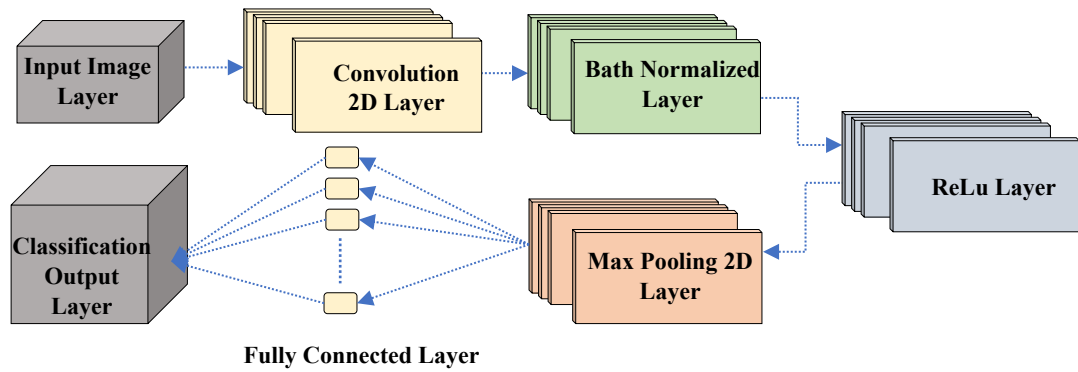 Input Image
Layer
Convolution
2D Layer
Bath Normalized
Layer
ReLu Layer
Max Pooling 2D
Layer
Fully Connected Layer
Classification
Output
Layer